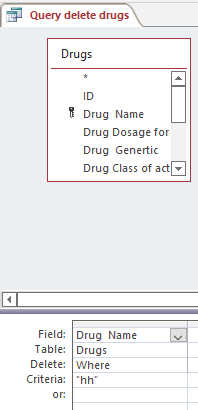 Query delete drugs
Drugs
*
ID
Drug Name
Drug Dosage for
Drug Genertic
Drug Class of act
Field: Drug Name
Table: Drugs
Delete: Where
Criteria: "hh"
or: